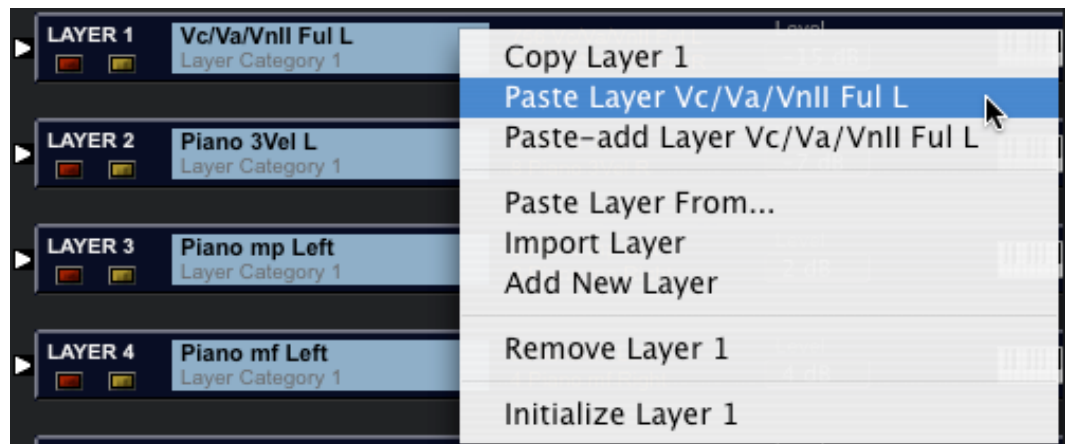 LAYER 1
Vc/Va/VnII Ful L
Layer Category 1
Level
LAYER 2
Piano 3Vel L
Layer Category 1
LAYER 3
Piano mp Left
Layer Category 1
LAYER 4
Piano mf Left
Layer Category 1
Copy Layer 1
Paste Layer Vc/Va/VnII Ful L
Paste-add Layer Vc/Va/VnII Ful L
Paste Layer From...
Import Layer
Add New Layer
Remove Layer 1
Initialize Layer 1